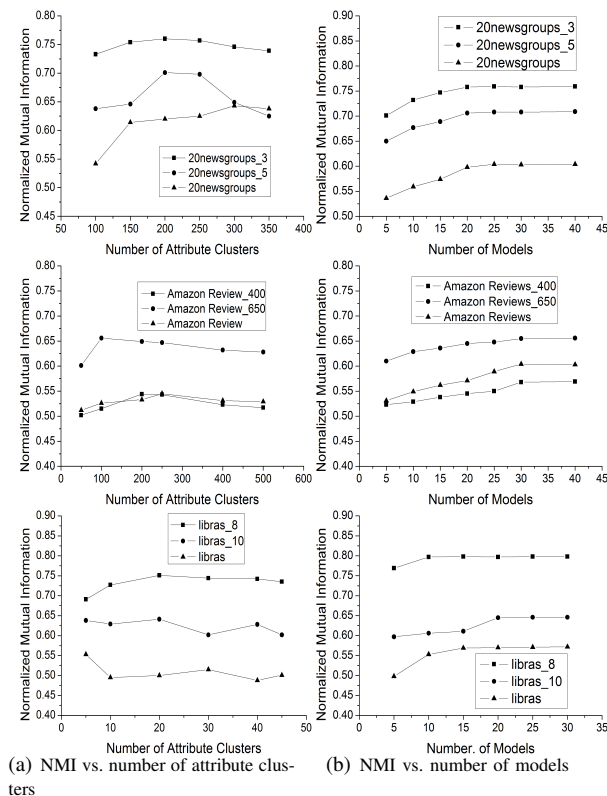 Normalized Mutual Information
0.80
0.75
0.70
0.65
0.60
0.55
0.50
0.45
20newsgroups_3
20newsgroups_5
20newsgroups
50 100 150 200 250 300 350 400
Number of Attribute Clusters
Normalized Mutural Information
0.90
0.85
0.80
0.75
0.70
0.65
0.60
0.55
0.50
20newsgroups_3
20newsgroups_5
20newsgroups
0 5 10 15 20 25 30 35 40 45
Number of Models
Normalized Mutual Information
0.80
0.75
0.70
0.65
0.60
0.55
0.50
0.45
0.40
Amazon Review_400
Amazon Review_650
Amazon Review
0 100 200 300 400 500 600
Number of Attribute Clusters
Normalized Mutual Information
0.80
0.75
0.70
0.65
0.60
0.55
0.50
0.45
0.40
Amazon Reviews_400
Amazon Reviews_650
Amazon Reviews
0 5 10 15 20 25 30 35 40 45
Number of Models
Normalized Mutual Information
0.90
0.85
0.80
0.75
0.70
0.65
0.60
0.55
0.50
0.45
0.40
libras_8
libras_10
libras
0 10 20 30 40 50
Number of Attribute Clusters
Normalized Mutual Information
0.90
0.85
0.80
0.75
0.70
0.65
0.60
0.55
0.50
0.45
0.40
libras_8
libras_10
libras
0 5 10 15 20 25 30 35
Number. of Models
(a) NMI vs. number of attribute clus-
ters
(b) NMI vs. number of models